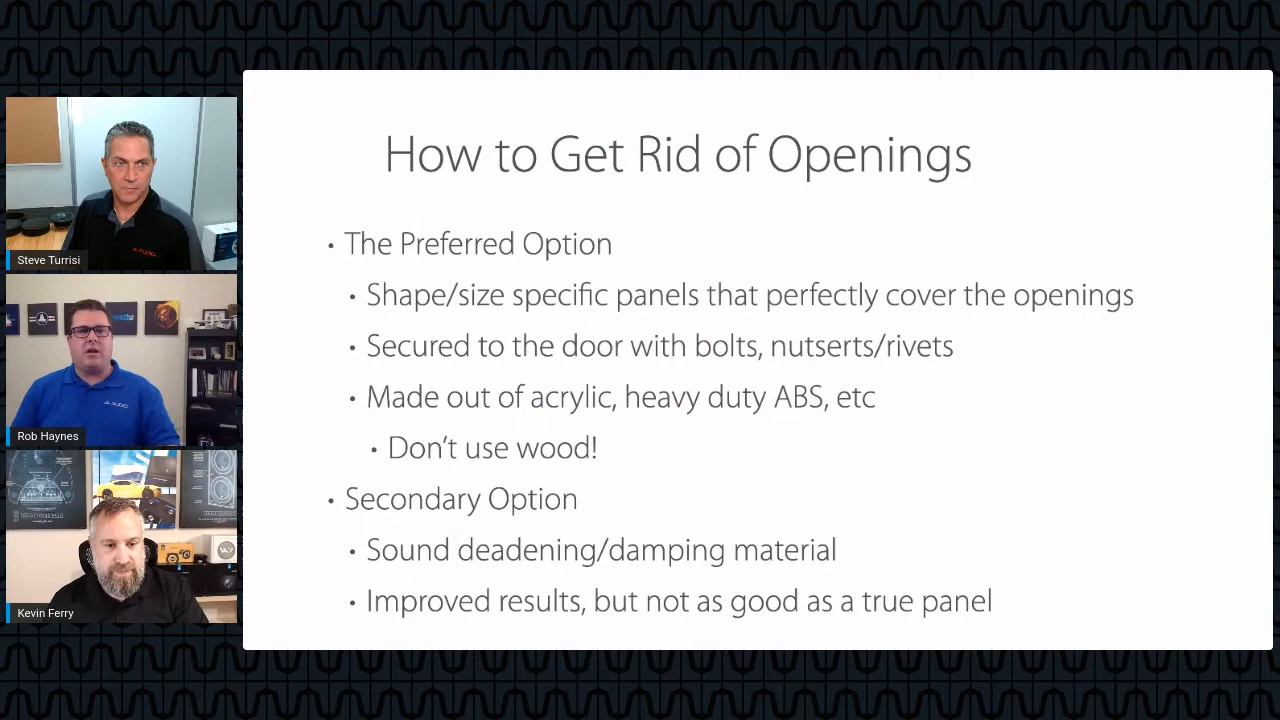 How to Get Rid of Openings
• The Preferred Option
• Shape/size specific panels that perfectly cover the openings
• Secured to the door with bolts, nutserts/rivets
• Made out of acrylic, heavy duty ABS, etc
• Don't use wood!
• Secondary Option
• Sound deadening/damping material
• Improved results, but not as good as a true panel
Steve Turrisi
Rob Haynes
Kevin Ferry